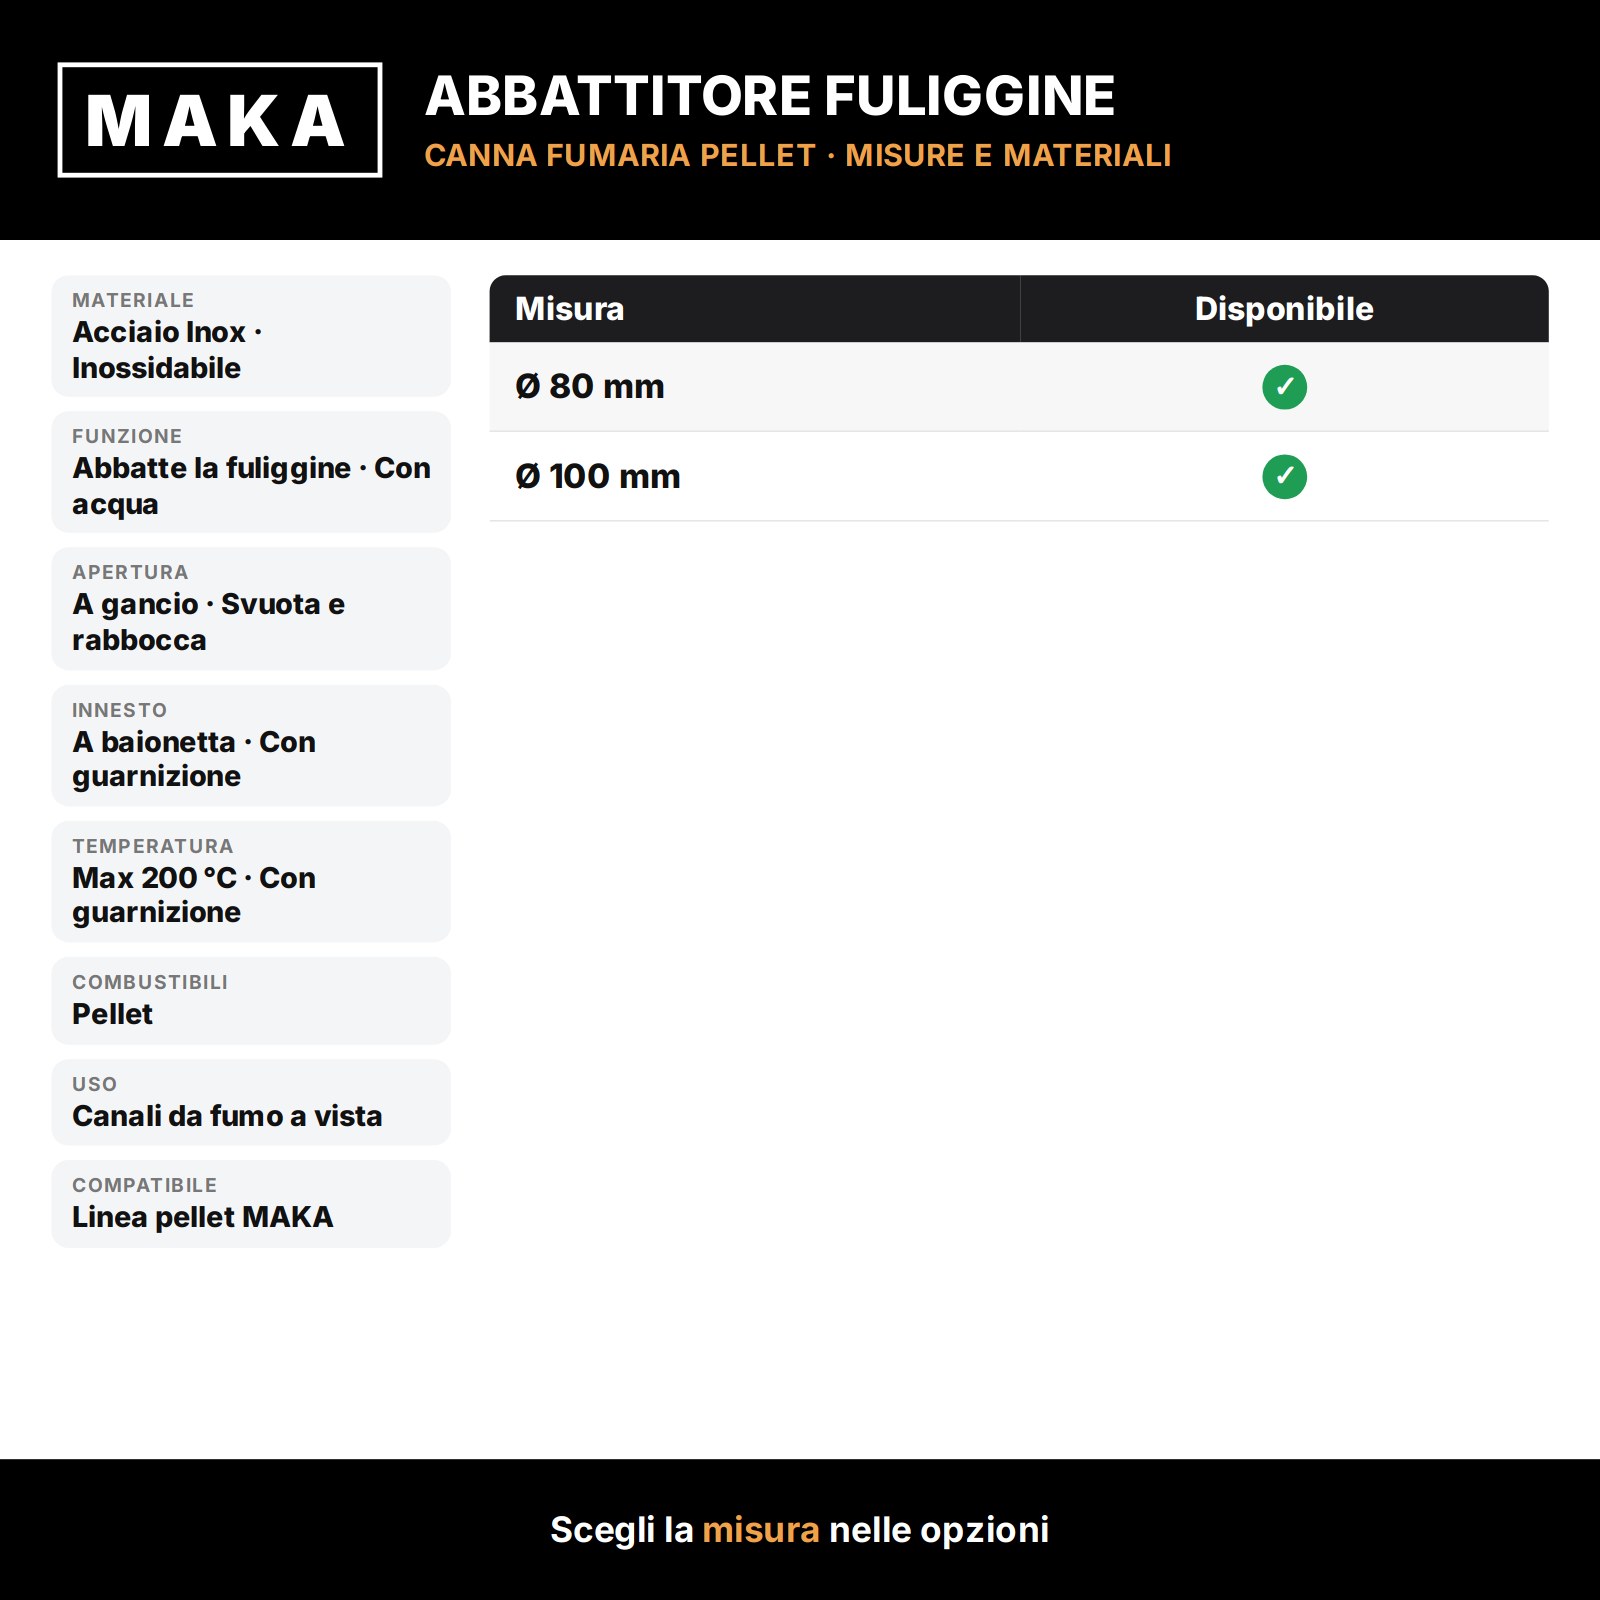 MAKA
ABBATTITORE FULIGGINE
CANNA FUMARIA PELLET · MISURE E MATERIALI
MATERIALE
Acciaio Inox ·
Inossidabile
FUNZIONE
Abbatte la fuliggine · Con
acqua
APERTURA
A gancio · Svuota e
rabbocca
INNESTO
A baionetta · Con
guarnizione
TEMPERATURA
Max 200 °C · Con
guarnizione
COMBUSTIBILI
Pellet
USO
Canali da fumo a vista
COMPATIBILE
Linea pellet MAKA
Misura Disponibile
Ø 80 mm ✓
Ø 100 mm ✓
Scegli la misura nelle opzioni